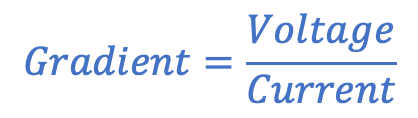 Gradient = Voltage / Current